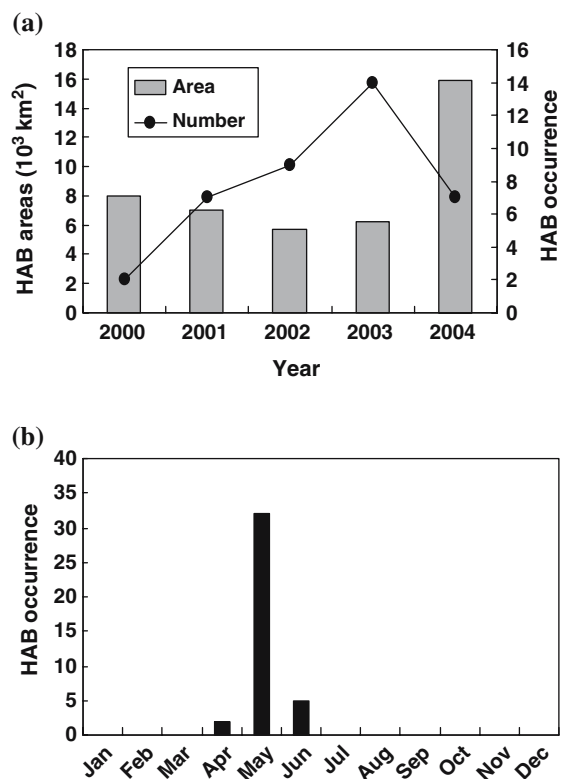 (a)
Area
Number
HAB areas (10³ km²)
18
16
14
12
10
8
6
4
2
0
HAB occurrence
16
14
12
10
8
6
4
2
0
2000 2001 2002 2003 2004
Year
(b)
HAB occurrence
40
35
30
25
20
15
10
5
0
Jan Feb Mar Apr May Jun Jul Aug Sep Oct Nov Dec